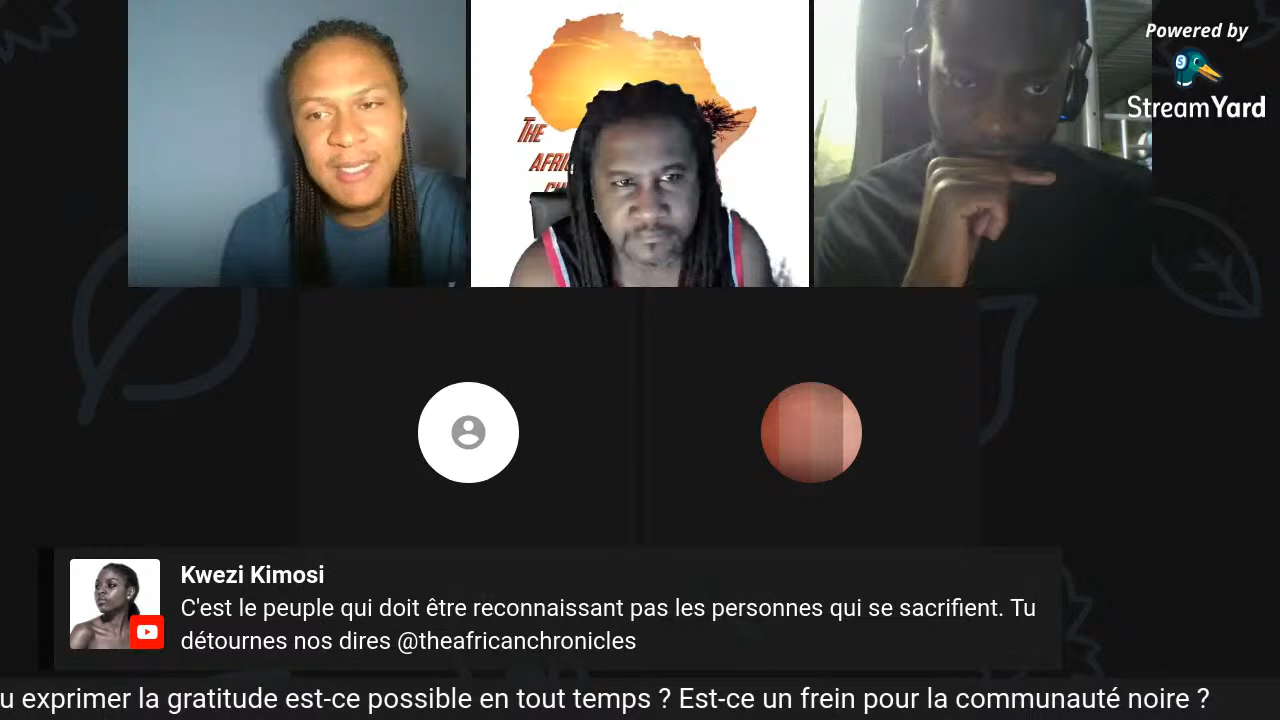 Powered by
StreamYard
THE
Kwezi Kimosi
C'est le peuple qui doit être reconnaissant pas les personnes qui se sacrifient. Tu
détournes nos dires @theafricanchronicles
u exprimer la gratitude est-ce possible en tout temps ? Est-ce un frein pour la communauté noire ?